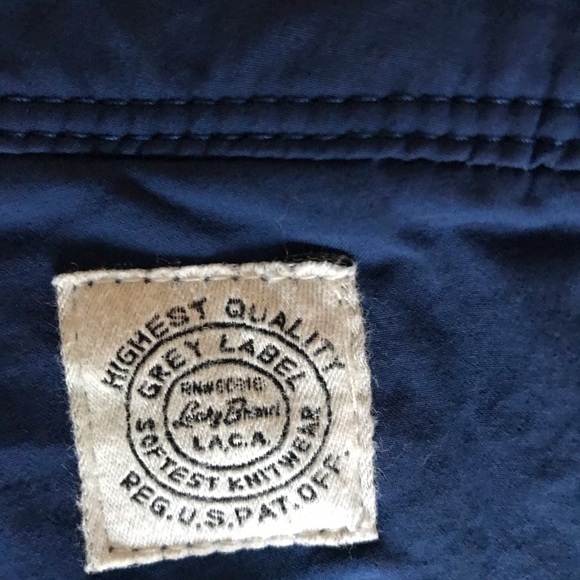 HIGHEST QUALITY
GREY LABEL
Lucky Brand
L.A.C.A.
SOFTEST KNITWEAR
REG. U.S. PAT. OFF.